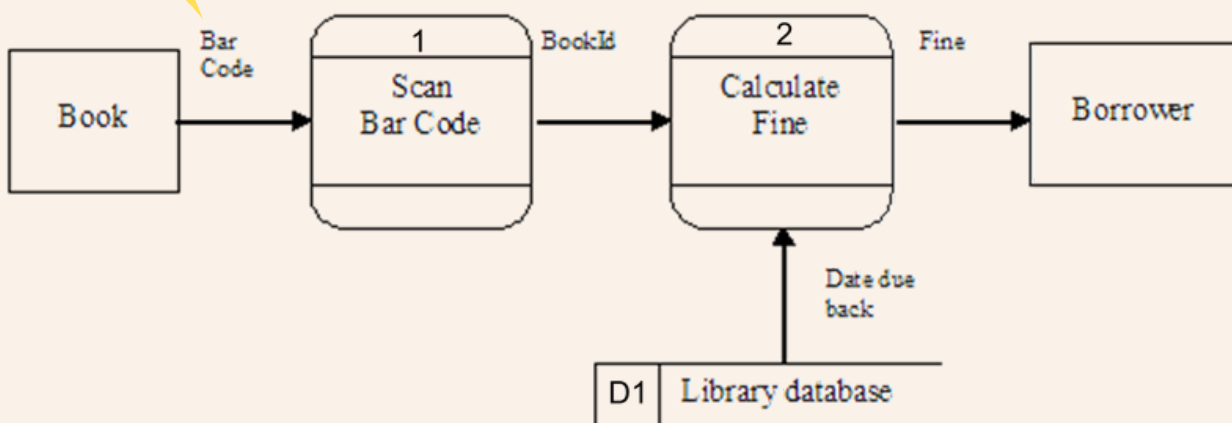 Bar
Code
1
BookId
2
Fine
Book
Scan
Bar Code
Calculate
Fine
Borrower
Date due
back
D1
Library database